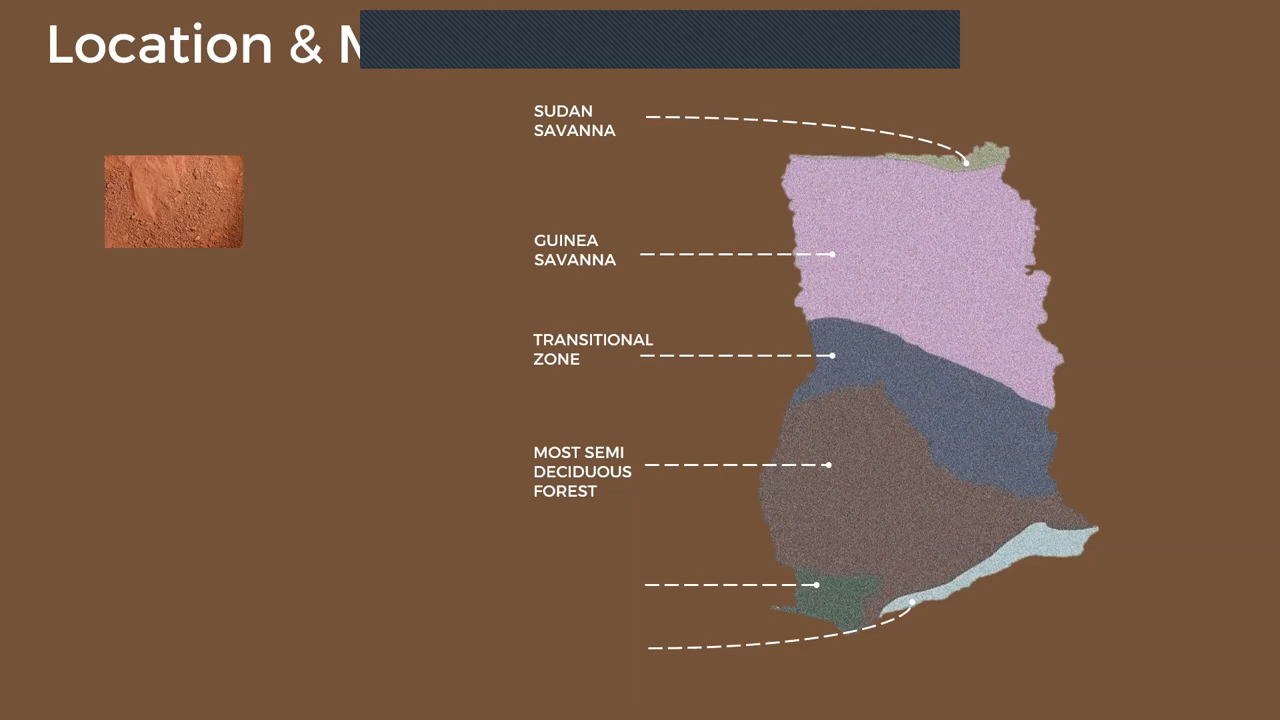 Location &
SUDAN
SAVANNA
GUINEA
SAVANNA
TRANSITIONAL
ZONE
MOST SEMI
DECIDUOUS
FOREST